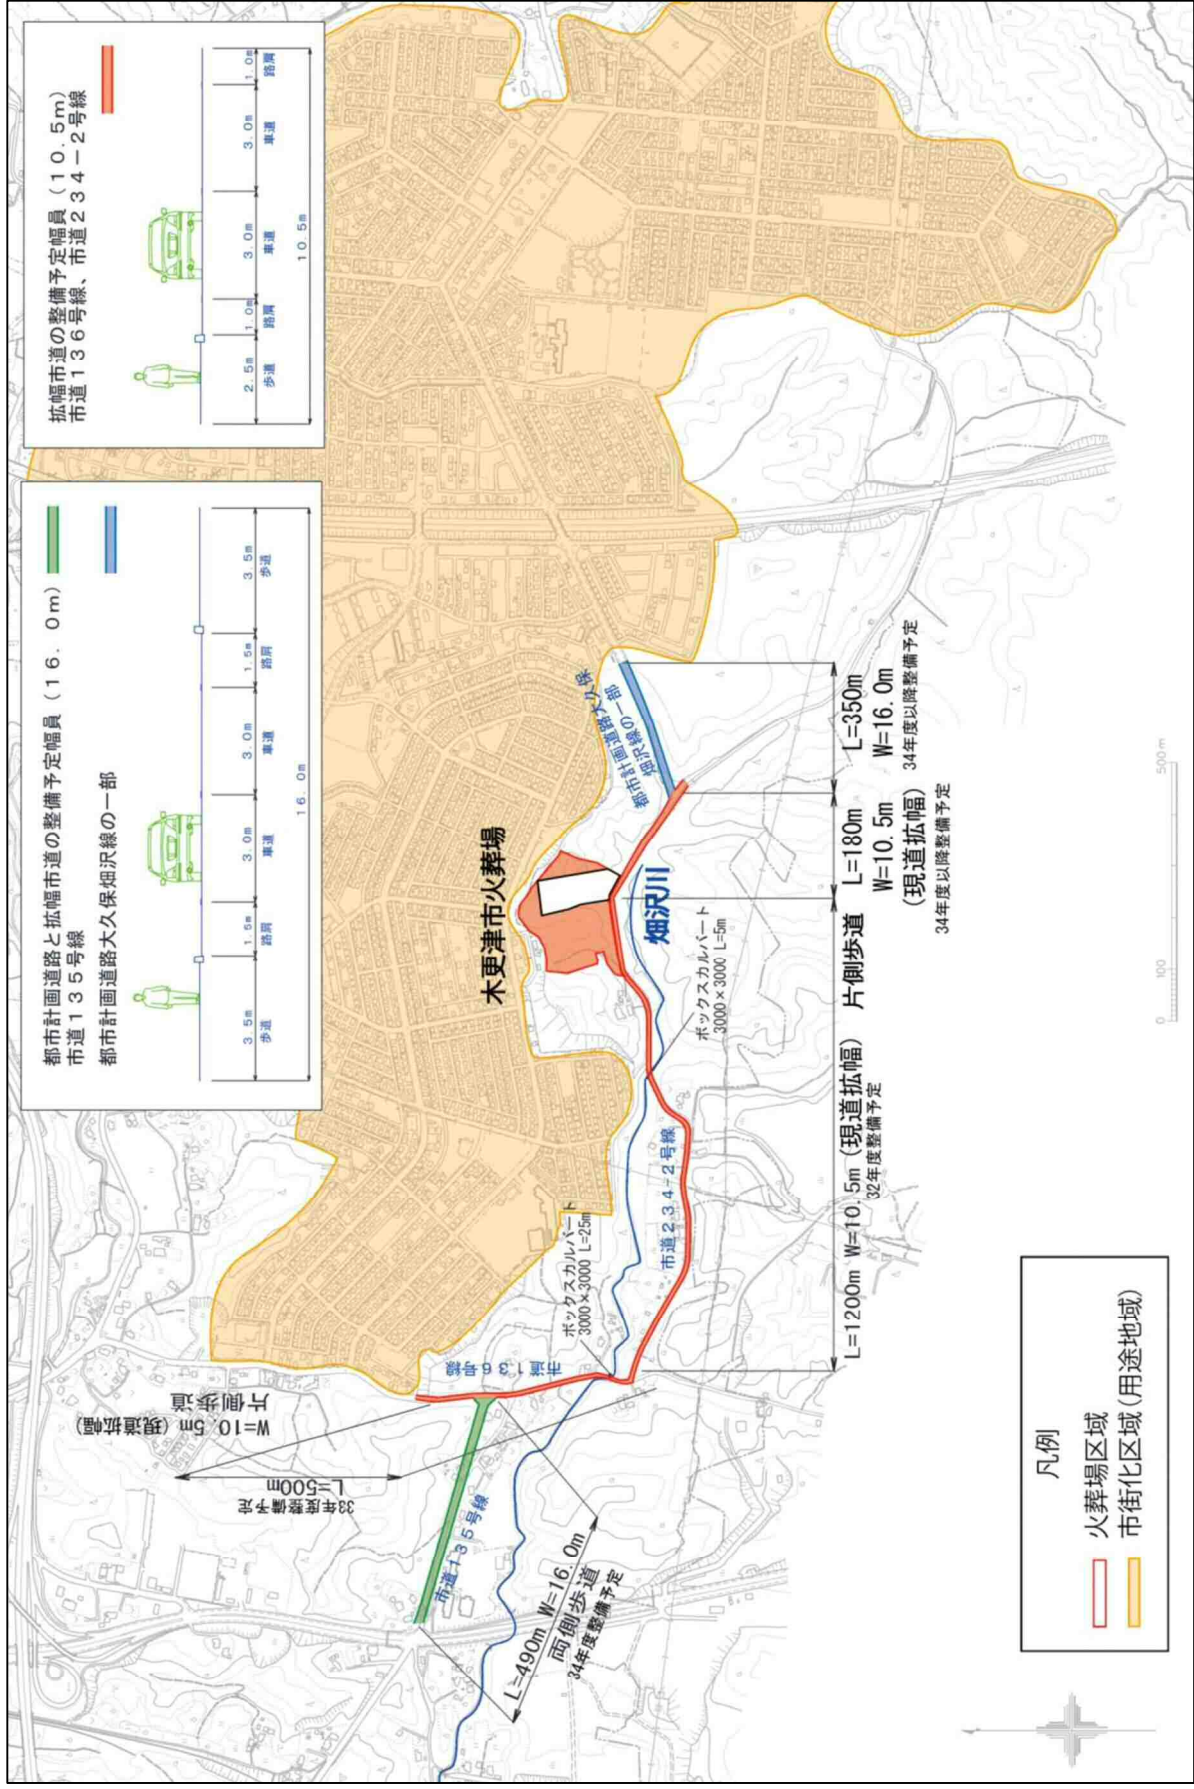 都市計画道路と拡幅市道の整備予定幅員(16.0m)
市道135号線
都市計画道路大久保畑沢線の一部
3.5m
歩道
1.5m
路肩
3.0m
車道
3.0m
車道
1.5m
路肩
3.5m
歩道
16.0m
拡幅市道の整備予定幅員(10.5m)
市道136号線、市道234-2号線
2.5m
歩道
1.0m
路肩
3.0m
車道
3.0m
車道
1.0m
路肩
10.5m
片側歩道
W=10.5m(現道拡幅)
L=500m
33年度整備予定
市道136号線
市道135号線
L=490m W=16.0m
両側歩道
34年度整備予定
ボックスカルバート
3000×3000 L=25m
市道234-2号線
木更津市火葬場
畑沢川
ボックスカルバート
3000×3000 L=5m
都市計画道路大久保
畑沢線の一部
L=1200m W=10.5m(現道拡幅) 片側歩道
32年度整備予定
L=180m
W=10.5m
(現道拡幅)
34年度以降整備予定
L=350m
W=16.0m
34年度以降整備予定
0
100
500m
凡例
火葬場区域
市街化区域(用途地域)